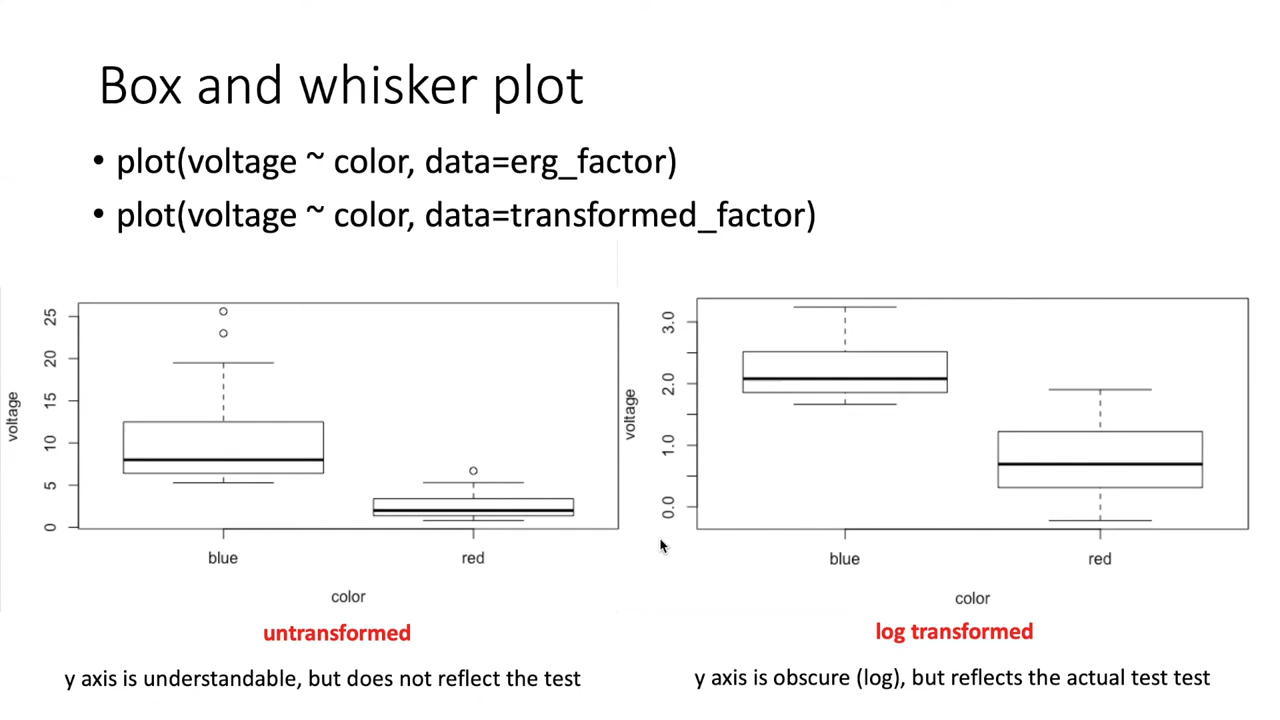 Box and whisker plot
• plot(voltage ~ color, data=erg_factor)
• plot(voltage ~ color, data=transformed_factor)
25
20
15
10
5
0
voltage
blue
red
color
3.0
2.0
1.0
0.0
voltage
blue
red
color
untransformed
log transformed
y axis is understandable, but does not reflect the test
y axis is obscure (log), but reflects the actual test test